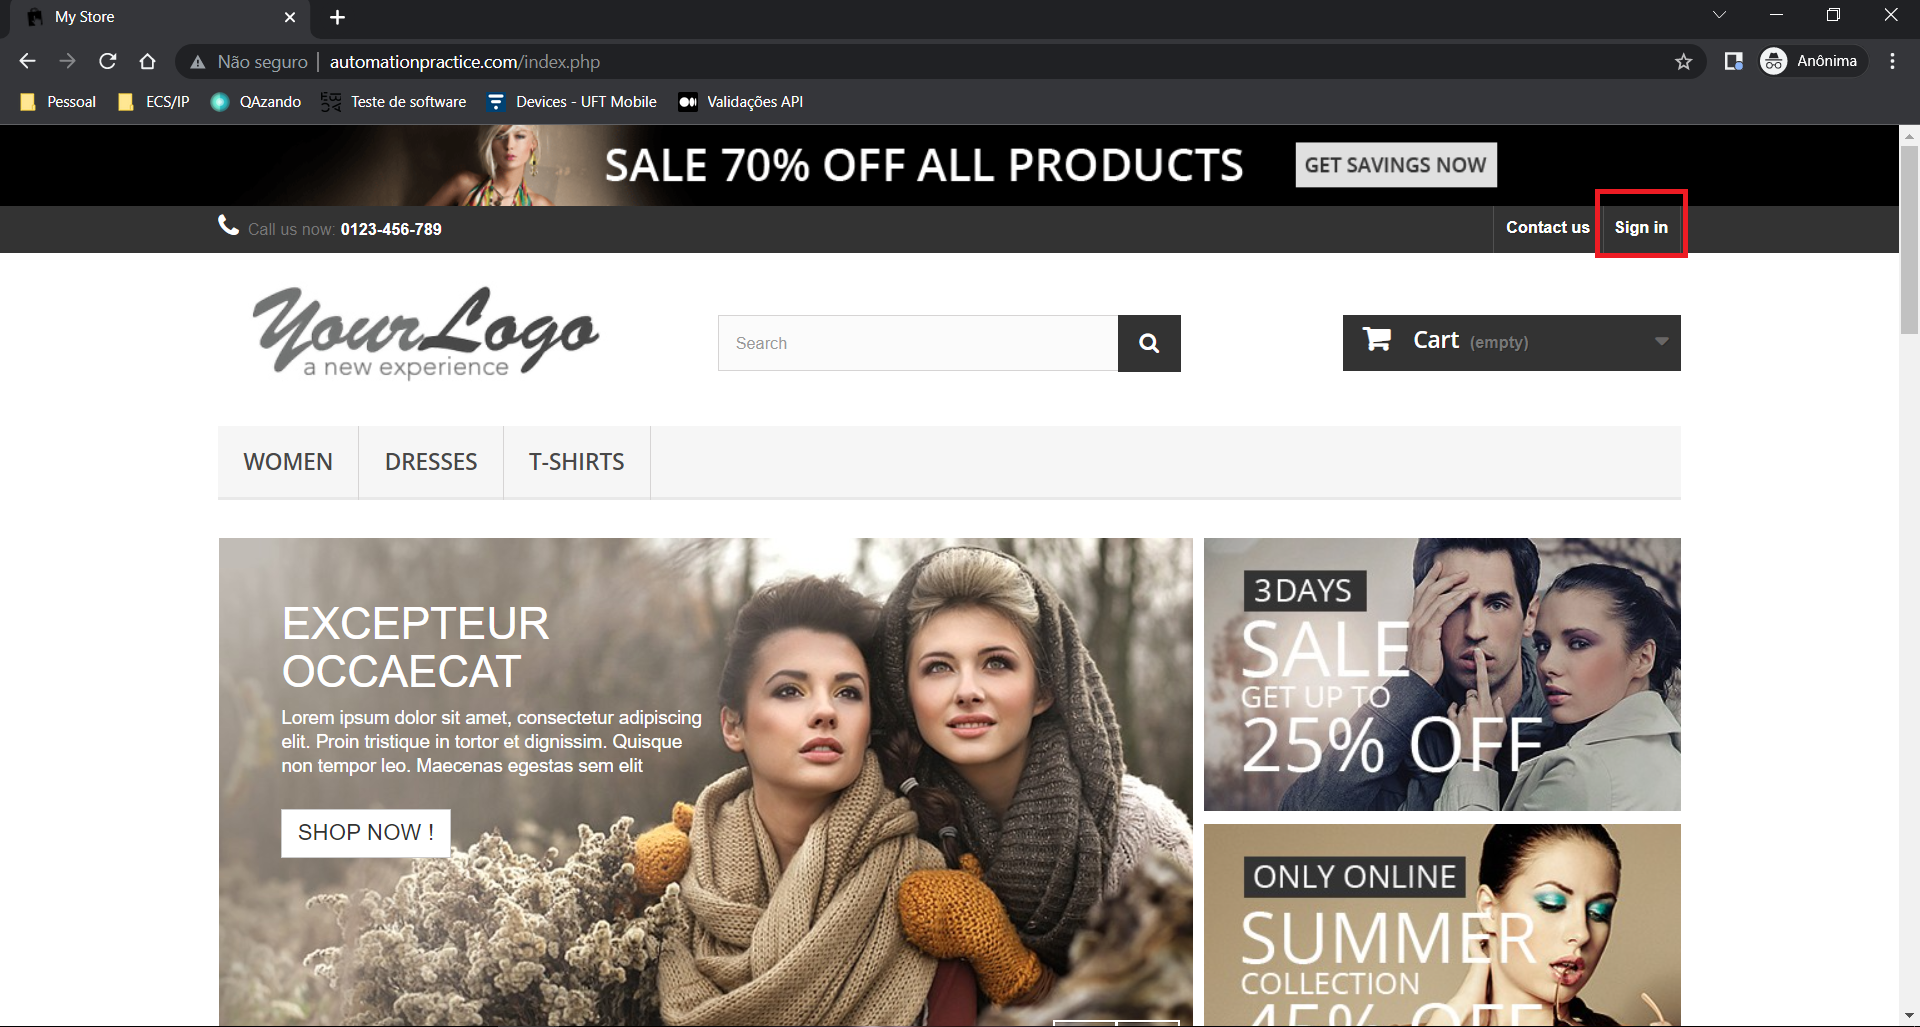 My Store
Não seguro | automationpractice.com/index.php
Anônima
Pessoal ECS/IP QAzando Teste de software Devices - UFT Mobile Validações API
SALE 70% OFF ALL PRODUCTS GET SAVINGS NOW
Call us now: 0123-456-789 Contact us Sign in
YourLogo
a new experience
Search
Cart (empty)
WOMEN DRESSES T-SHIRTS
EXCEPTEUR
OCCAECAT
Lorem ipsum dolor sit amet, consectetur adipiscing
elit. Proin tristique in tortor et dignissim. Quisque
non tempor leo. Maecenas egestas sem elit
SHOP NOW !
3 DAYS
SALE
GET UP TO
25% OFF
ONLY ONLINE
SUMMER
COLLECTION
45% OFF